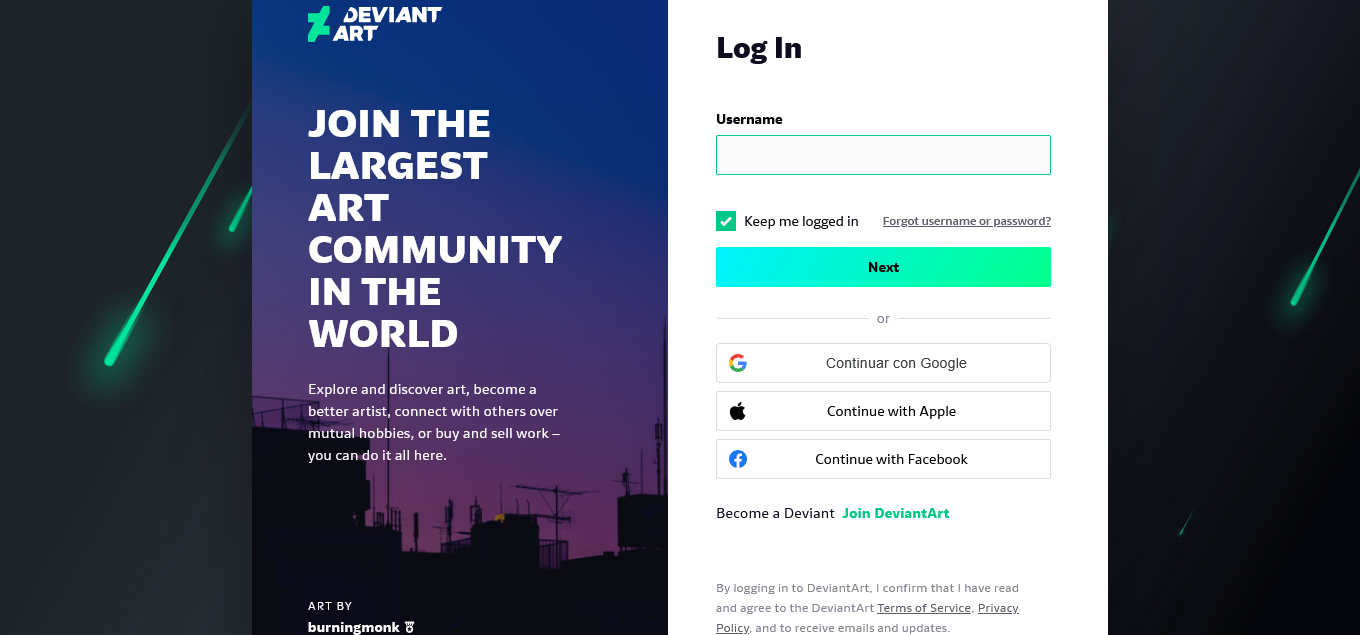 DEVIANT
ART
JOIN THE
LARGEST
ART
COMMUNITY
IN THE
WORLD
Explore and discover art, become a
better artist, connect with others over
mutual hobbies, or buy and sell work –
you can do it all here.
ART BY
burningmonk
Log In
Username
Keep me logged in Forgot username or password?
Next
or
Continuar con Google
Continue with Apple
Continue with Facebook
Become a Deviant Join DeviantArt
By logging in to DeviantArt, I confirm that I have read
and agree to the DeviantArt Terms of Service, Privacy
Policy, and to receive emails and updates.